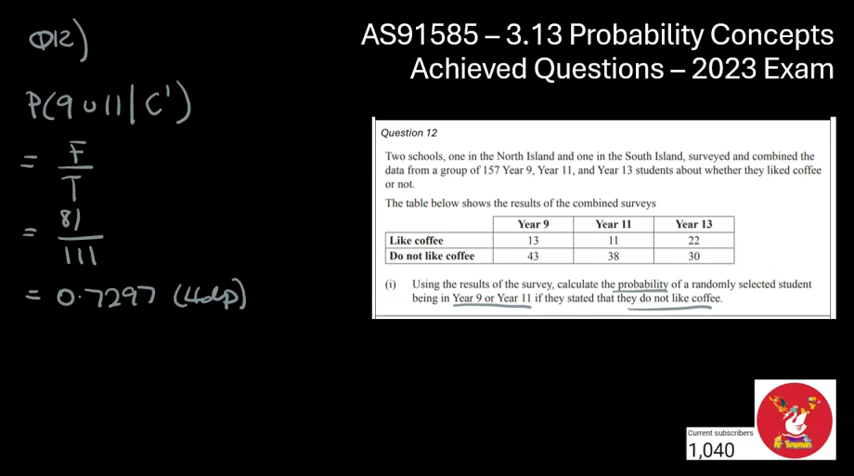 Q12)
P(9∪11|C')
= F/T
= 81/111
= 0.7297 (4dp)
AS91585 – 3.13 Probability Concepts
Achieved Questions – 2023 Exam
Question 12
Two schools, one in the North Island and one in the South Island, surveyed and combined the
data from a group of 157 Year 9, Year 11, and Year 13 students about whether they liked coffee
or not.
The table below shows the results of the combined surveys
Year 9 Year 11 Year 13
Like coffee 13 11 22
Do not like coffee 43 38 30
(i) Using the results of the survey, calculate the probability of a randomly selected student
being in Year 9 or Year 11 if they stated that they do not like coffee.
Current subscribers
1,040